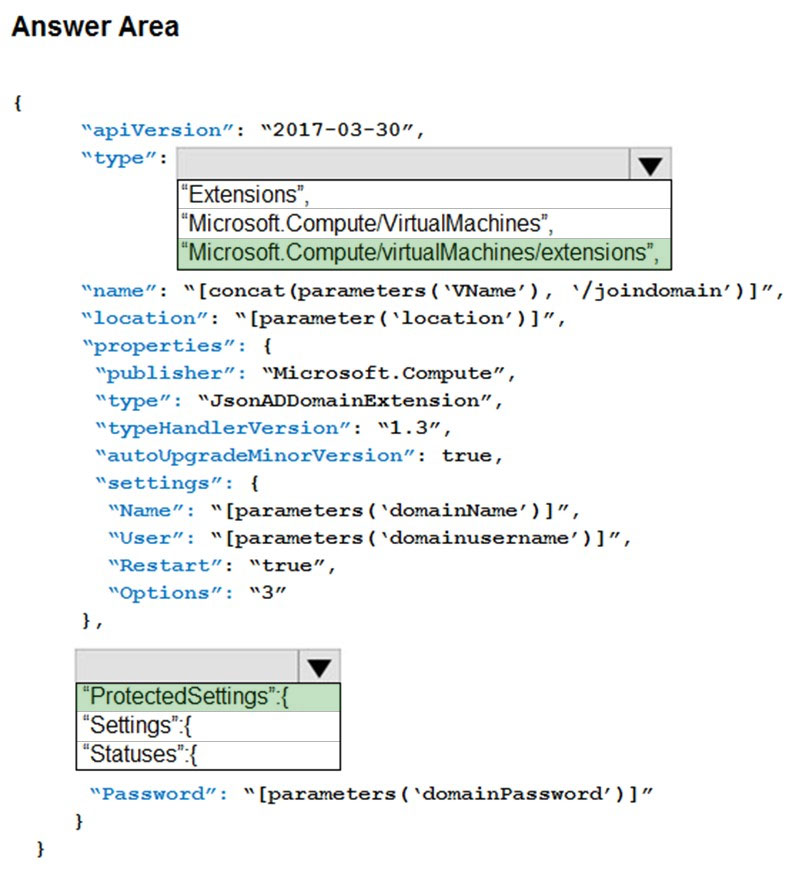 Answer Area
{
“apiVersion”: “2017-03-30”,
“type”:
“Extensions”,
“Microsoft.Compute/VirtualMachines”,
“Microsoft.Compute/virtualMachines/extensions”,
“name”: “[concat(parameters(‘VName’), ‘/joindomain’)]”,
“location”: “[parameter(‘location’)]”,
“properties”: {
“publisher”: “Microsoft.Compute”,
“type”: “JsonADDomainExtension”,
“typeHandlerVersion”: “1.3”,
“autoUpgradeMinorVersion”: true,
“settings”: {
“Name”: “[parameters(‘domainName’)]”,
“User”: “[parameters(‘domainusername’)]”,
“Restart”: “true”,
“Options”: “3”
},
“ProtectedSettings”:{
“Settings”:{
“Statuses”:{
“Password”: “[parameters(‘domainPassword’)]”
}
}